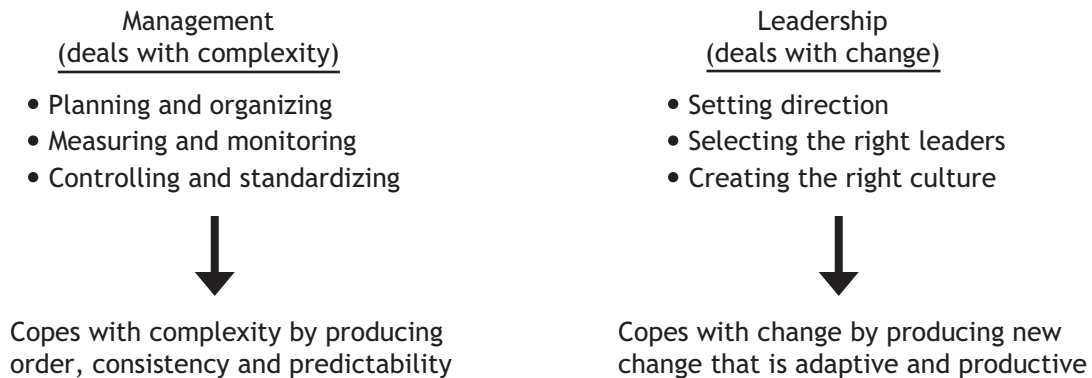 Management
(deals with complexity)
• Planning and organizing
• Measuring and monitoring
• Controlling and standardizing
Copes with complexity by producing
order, consistency and predictability
Leadership
(deals with change)
• Setting direction
• Selecting the right leaders
• Creating the right culture
Copes with change by producing new
change that is adaptive and productive